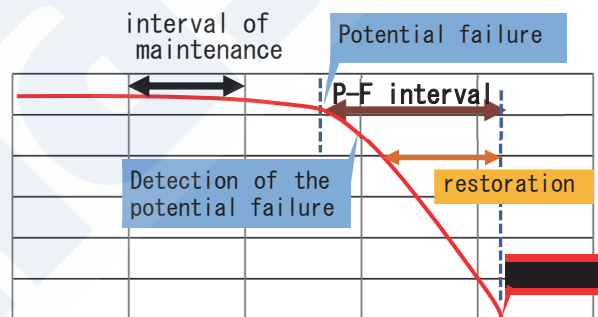 interval of
maintenance
Potential failure
P-F interval
Detection of the
potential failure
restoration